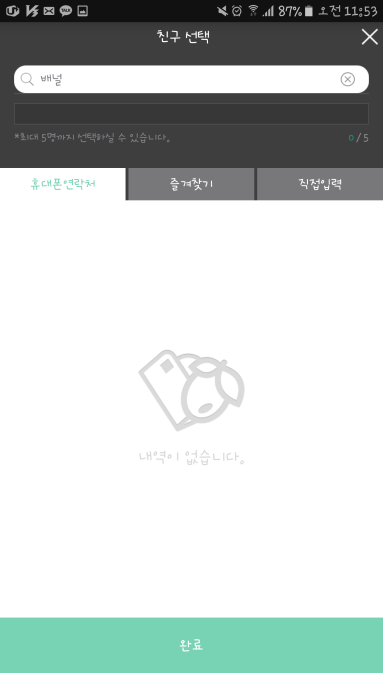 87% 오전 11:53
친구 선택
배널
*최대 5명까지 선택하실 수 있습니다.
0 / 5
휴대폰연락처
즐겨찾기
직접입력
내역이 없습니다.
완료